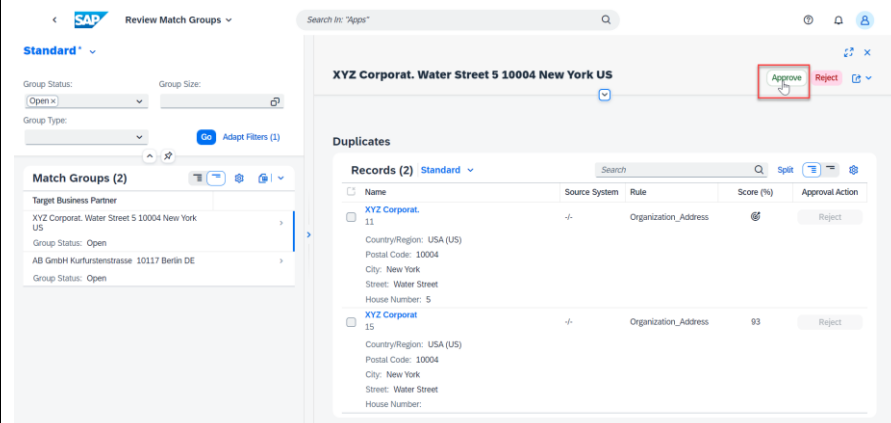 SAP Review Match Groups Search In: "Apps"
Standard*
Group Status: Group Size:
Open ×
Group Type:
Go Adapt Filters (1)
Match Groups (2)
Target Business Partner
XYZ Corporat. Water Street 5 10004 New York
US
Group Status: Open
AB GmbH Kurfurstenstrasse 10117 Berlin DE
Group Status: Open
XYZ Corporat. Water Street 5 10004 New York US
Approve Reject
Duplicates
Records (2) Standard Search Split
Name Source System Rule Score (%) Approval Action
XYZ Corporat. -/- Organization_Address Reject
11
Country/Region: USA (US)
Postal Code: 10004
City: New York
Street: Water Street
House Number: 5
XYZ Corporat -/- Organization_Address 93 Reject
15
Country/Region: USA (US)
Postal Code: 10004
City: New York
Street: Water Street
House Number: